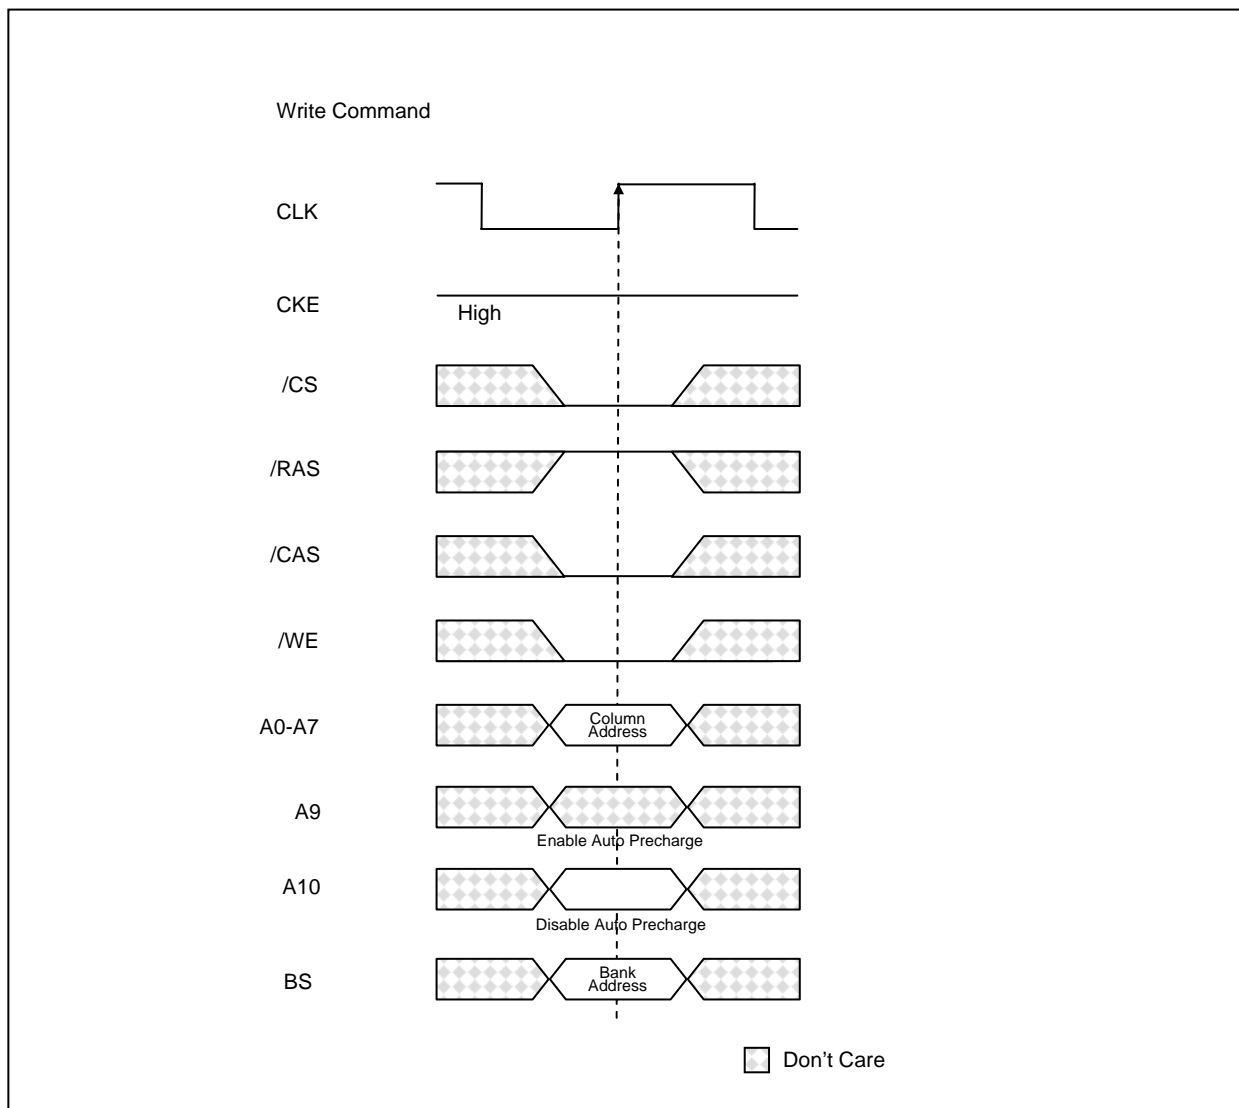 Write Command
CLK
CKE
High
/CS
/RAS
/CAS
/WE
A0-A7
Column
Address
A9
Enable Auto Precharge
A10
Disable Auto Precharge
BS
Bank
Address
Don’t Care